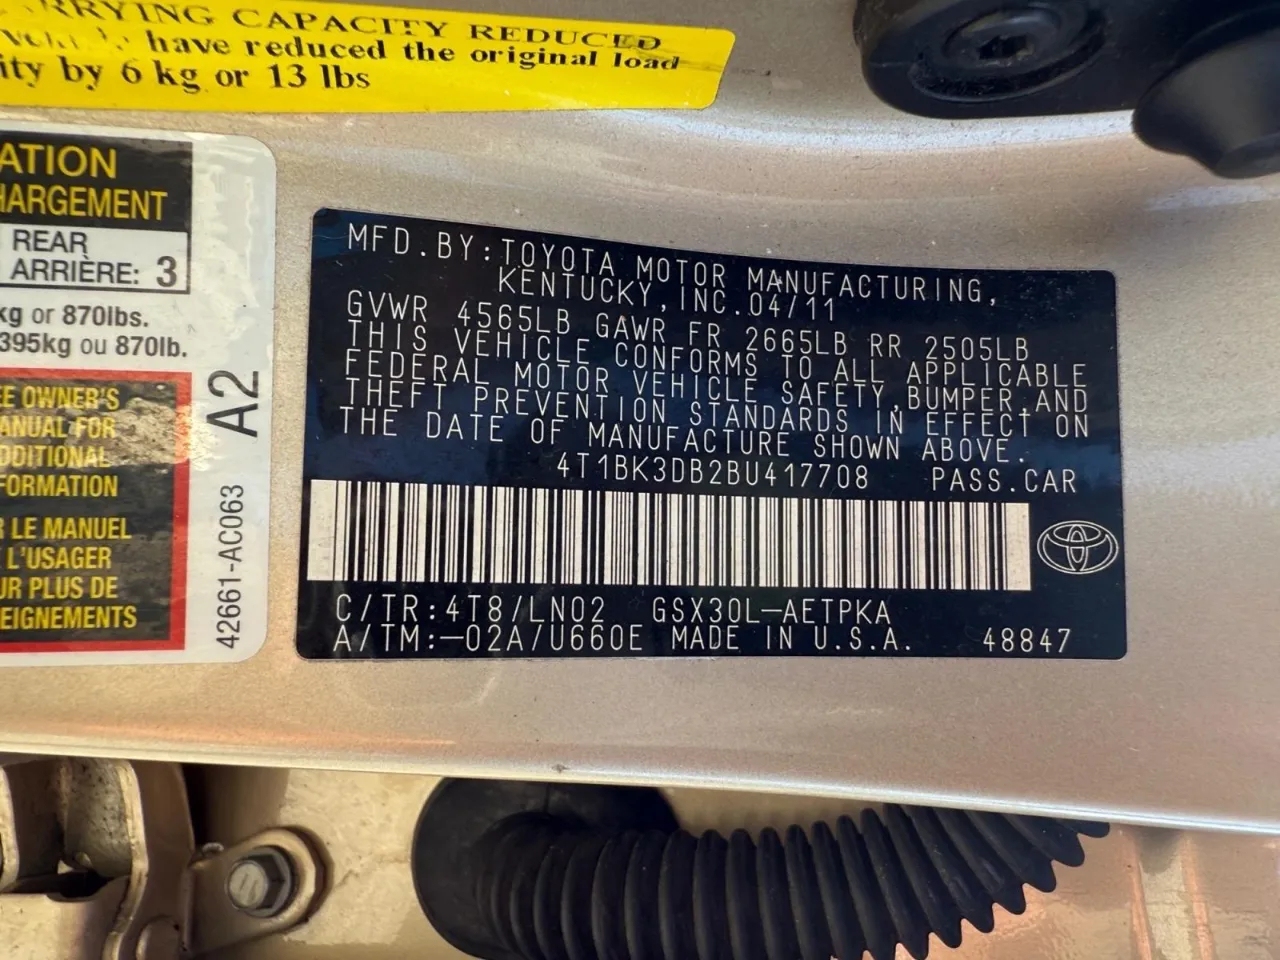 CARRYING CAPACITY REDUCED
have reduced the original load
ity by 6 kg or 13 lbs
ATION
HARGEMENT
REAR
ARRIÈRE: 3
kg or 870lbs.
395kg ou 870lb.
EE OWNER'S
ANUAL FOR
DDITIONAL
FORMATION
R LE MANUEL
L'USAGER
UR PLUS DE
EIGNEMENTS
42661-AC063 A2
MFD.BY:TOYOTA MOTOR MANUFACTURING,
KENTUCKY,INC.04/11
GVWR 4565LB GAWR FR 2665LB RR 2505LB
THIS VEHICLE CONFORMS TO ALL APPLICABLE
FEDERAL MOTOR VEHICLE SAFETY,BUMPER,AND
THEFT PREVENTION STANDARDS IN EFFECT ON
THE DATE OF MANUFACTURE SHOWN ABOVE.
4T1BK3DB2BU417708 PASS.CAR
C/TR:4T8/LN02 GSX30L-AETPKA
A/TM:-02A/U660E MADE IN U.S.A. 48847